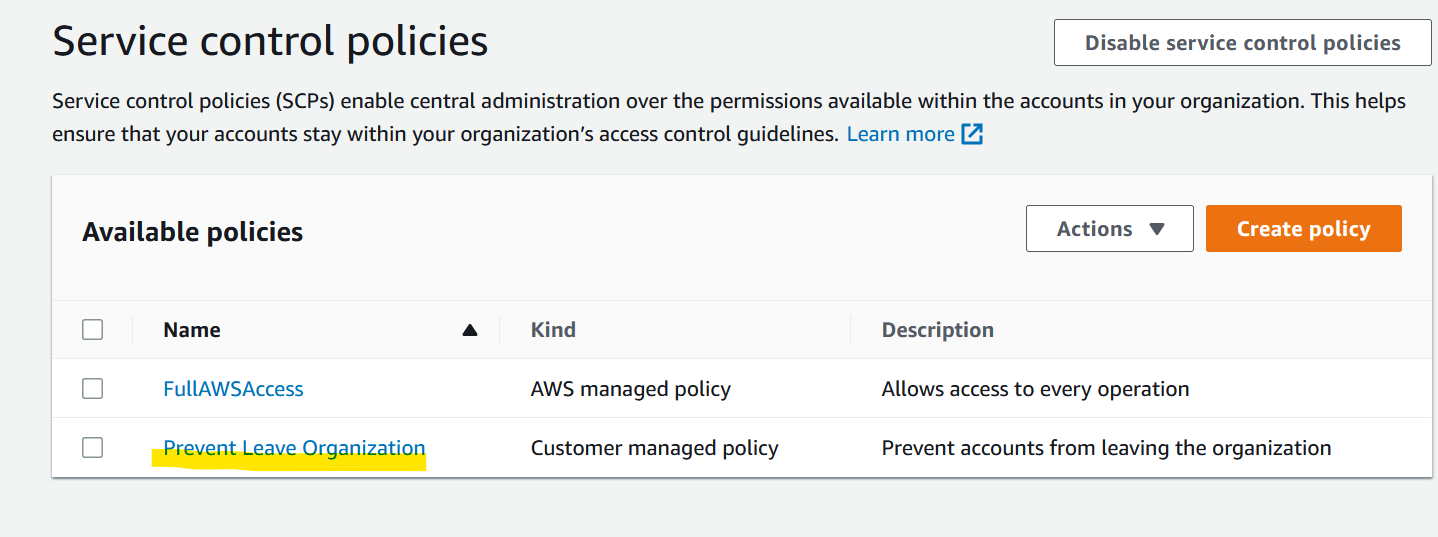 Service control policies
Disable service control policies
Service control policies (SCPs) enable central administration over the permissions available within the accounts in your organization. This helps
ensure that your accounts stay within your organization’s access control guidelines. Learn more
Available policies
Actions
Create policy
Name Kind Description
FullAWSAccess AWS managed policy Allows access to every operation
Prevent Leave Organization Customer managed policy Prevent accounts from leaving the organization